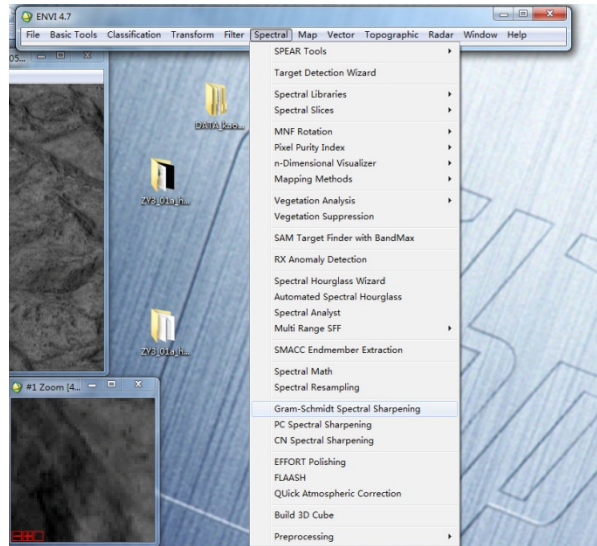 ENVI 4.7
File Basic Tools Classification Transform Filter Spectral Map Vector Topographic Radar Window Help
05...
SPEAR Tools
Target Detection Wizard
Spectral Libraries
Spectral Slices
MNF Rotation
Pixel Purity Index
n-Dimensional Visualizer
Mapping Methods
Vegetation Analysis
Vegetation Suppression
SAM Target Finder with BandMax
RX Anomaly Detection
Spectral Hourglass Wizard
Automated Spectral Hourglass
Spectral Analyst
Multi Range SFF
SMACC Endmember Extraction
Spectral Math
Spectral Resampling
Gram-Schmidt Spectral Sharpening
PC Spectral Sharpening
CN Spectral Sharpening
EFFORT Polishing
FLAASH
QUick Atmospheric Correction
Build 3D Cube
Preprocessing
ZY3_01a_h...
ZY3_01a_h...
#1 Zoom [4...